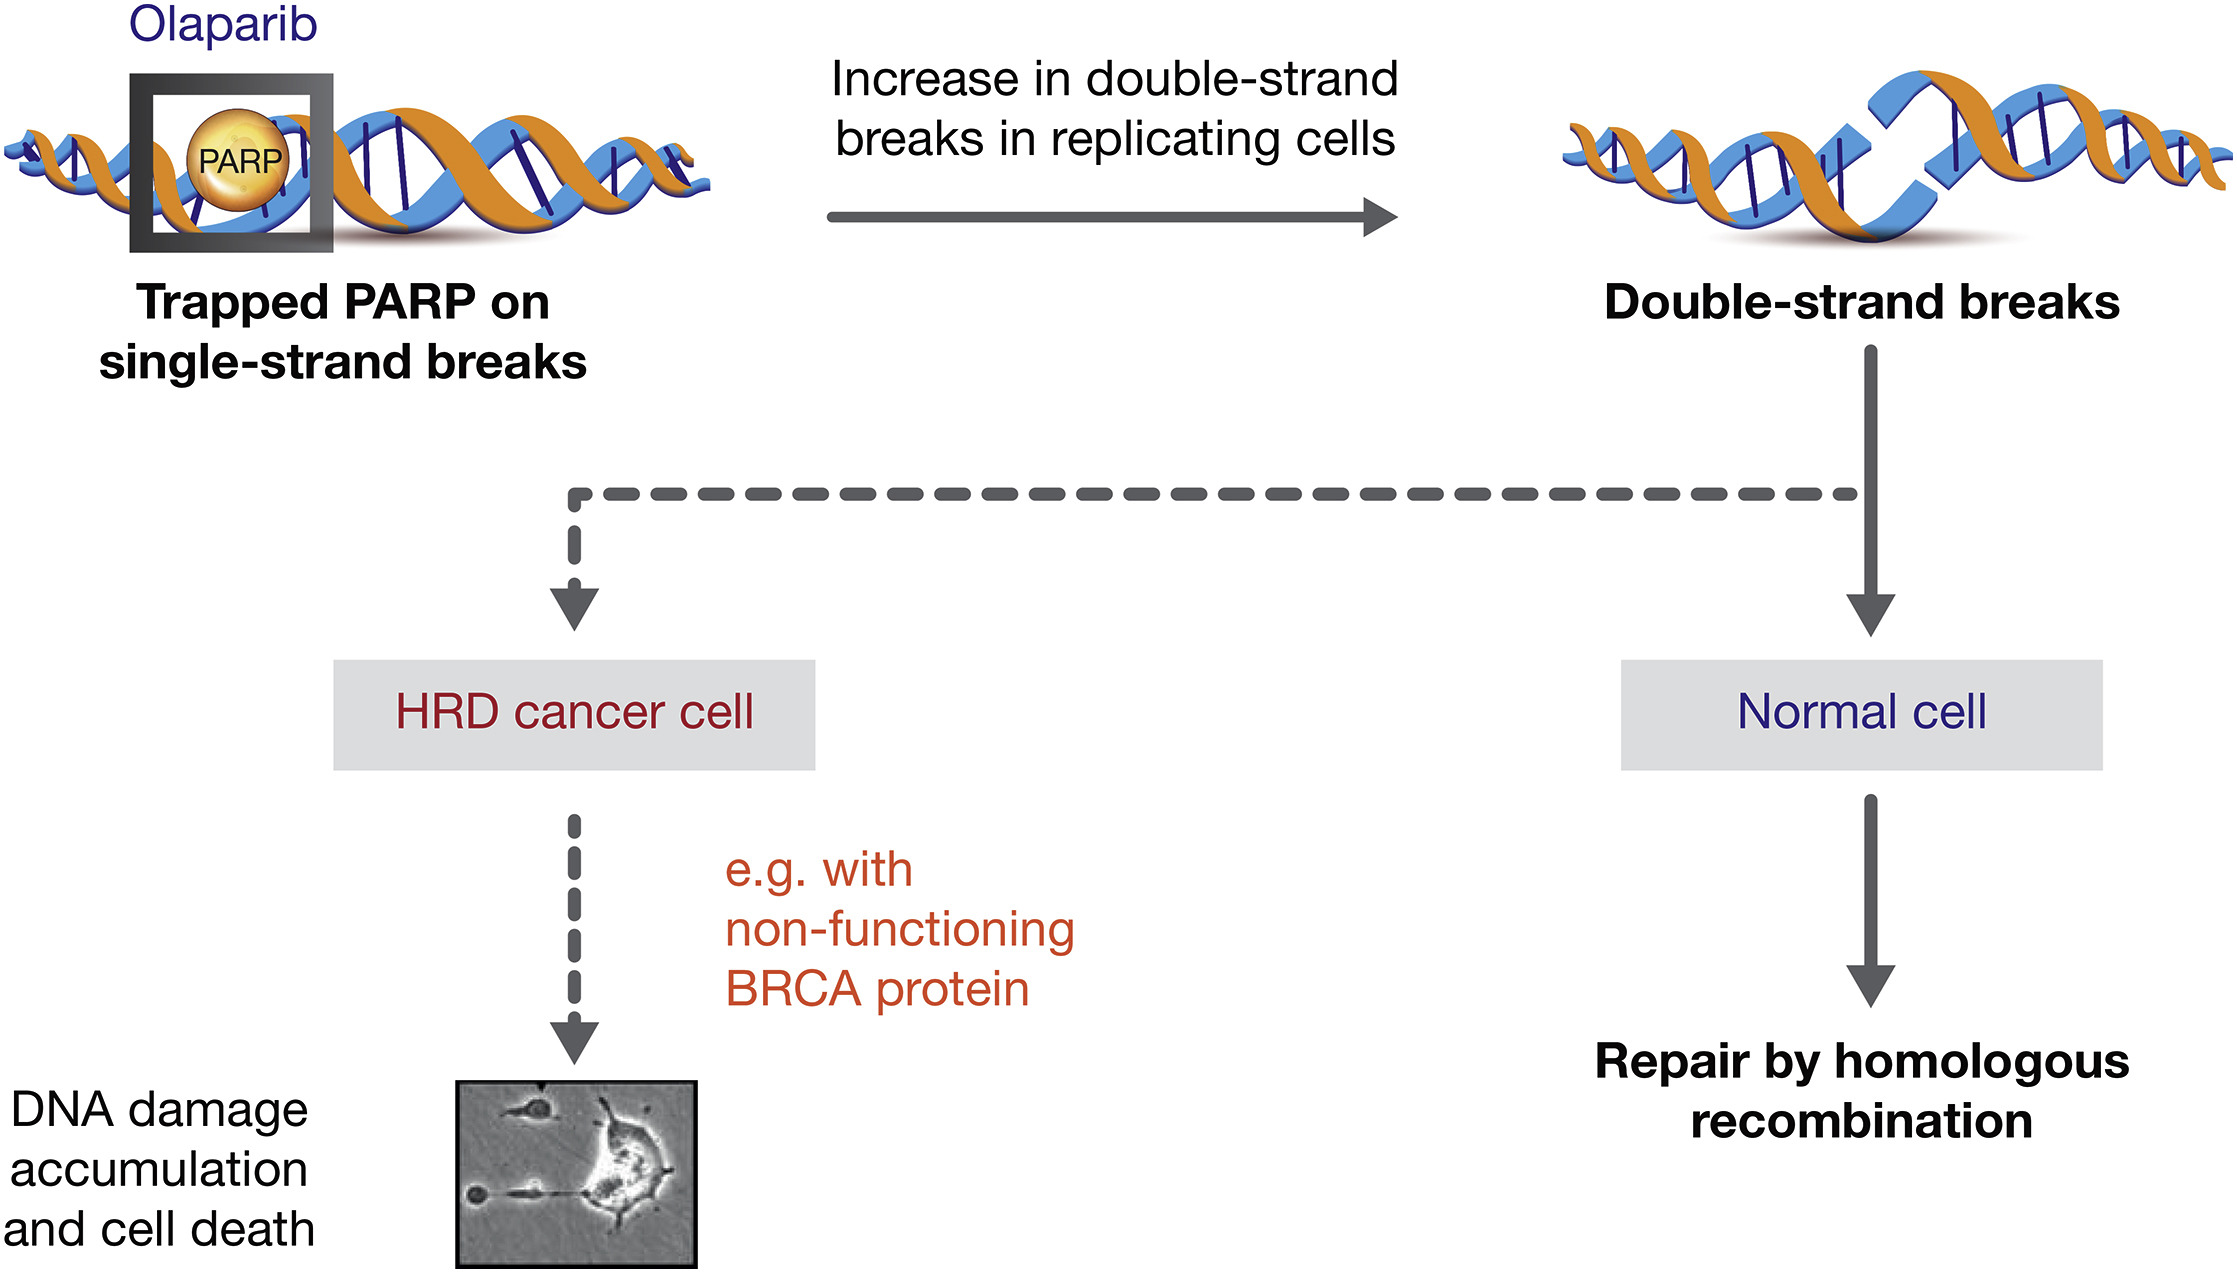 Olaparib
PARP
Trapped PARP on
single-strand breaks
Increase in double-strand
breaks in replicating cells
Double-strand breaks
HRD cancer cell
Normal cell
e.g. with
non-functioning
BRCA protein
DNA damage
accumulation
and cell death
Repair by homologous
recombination